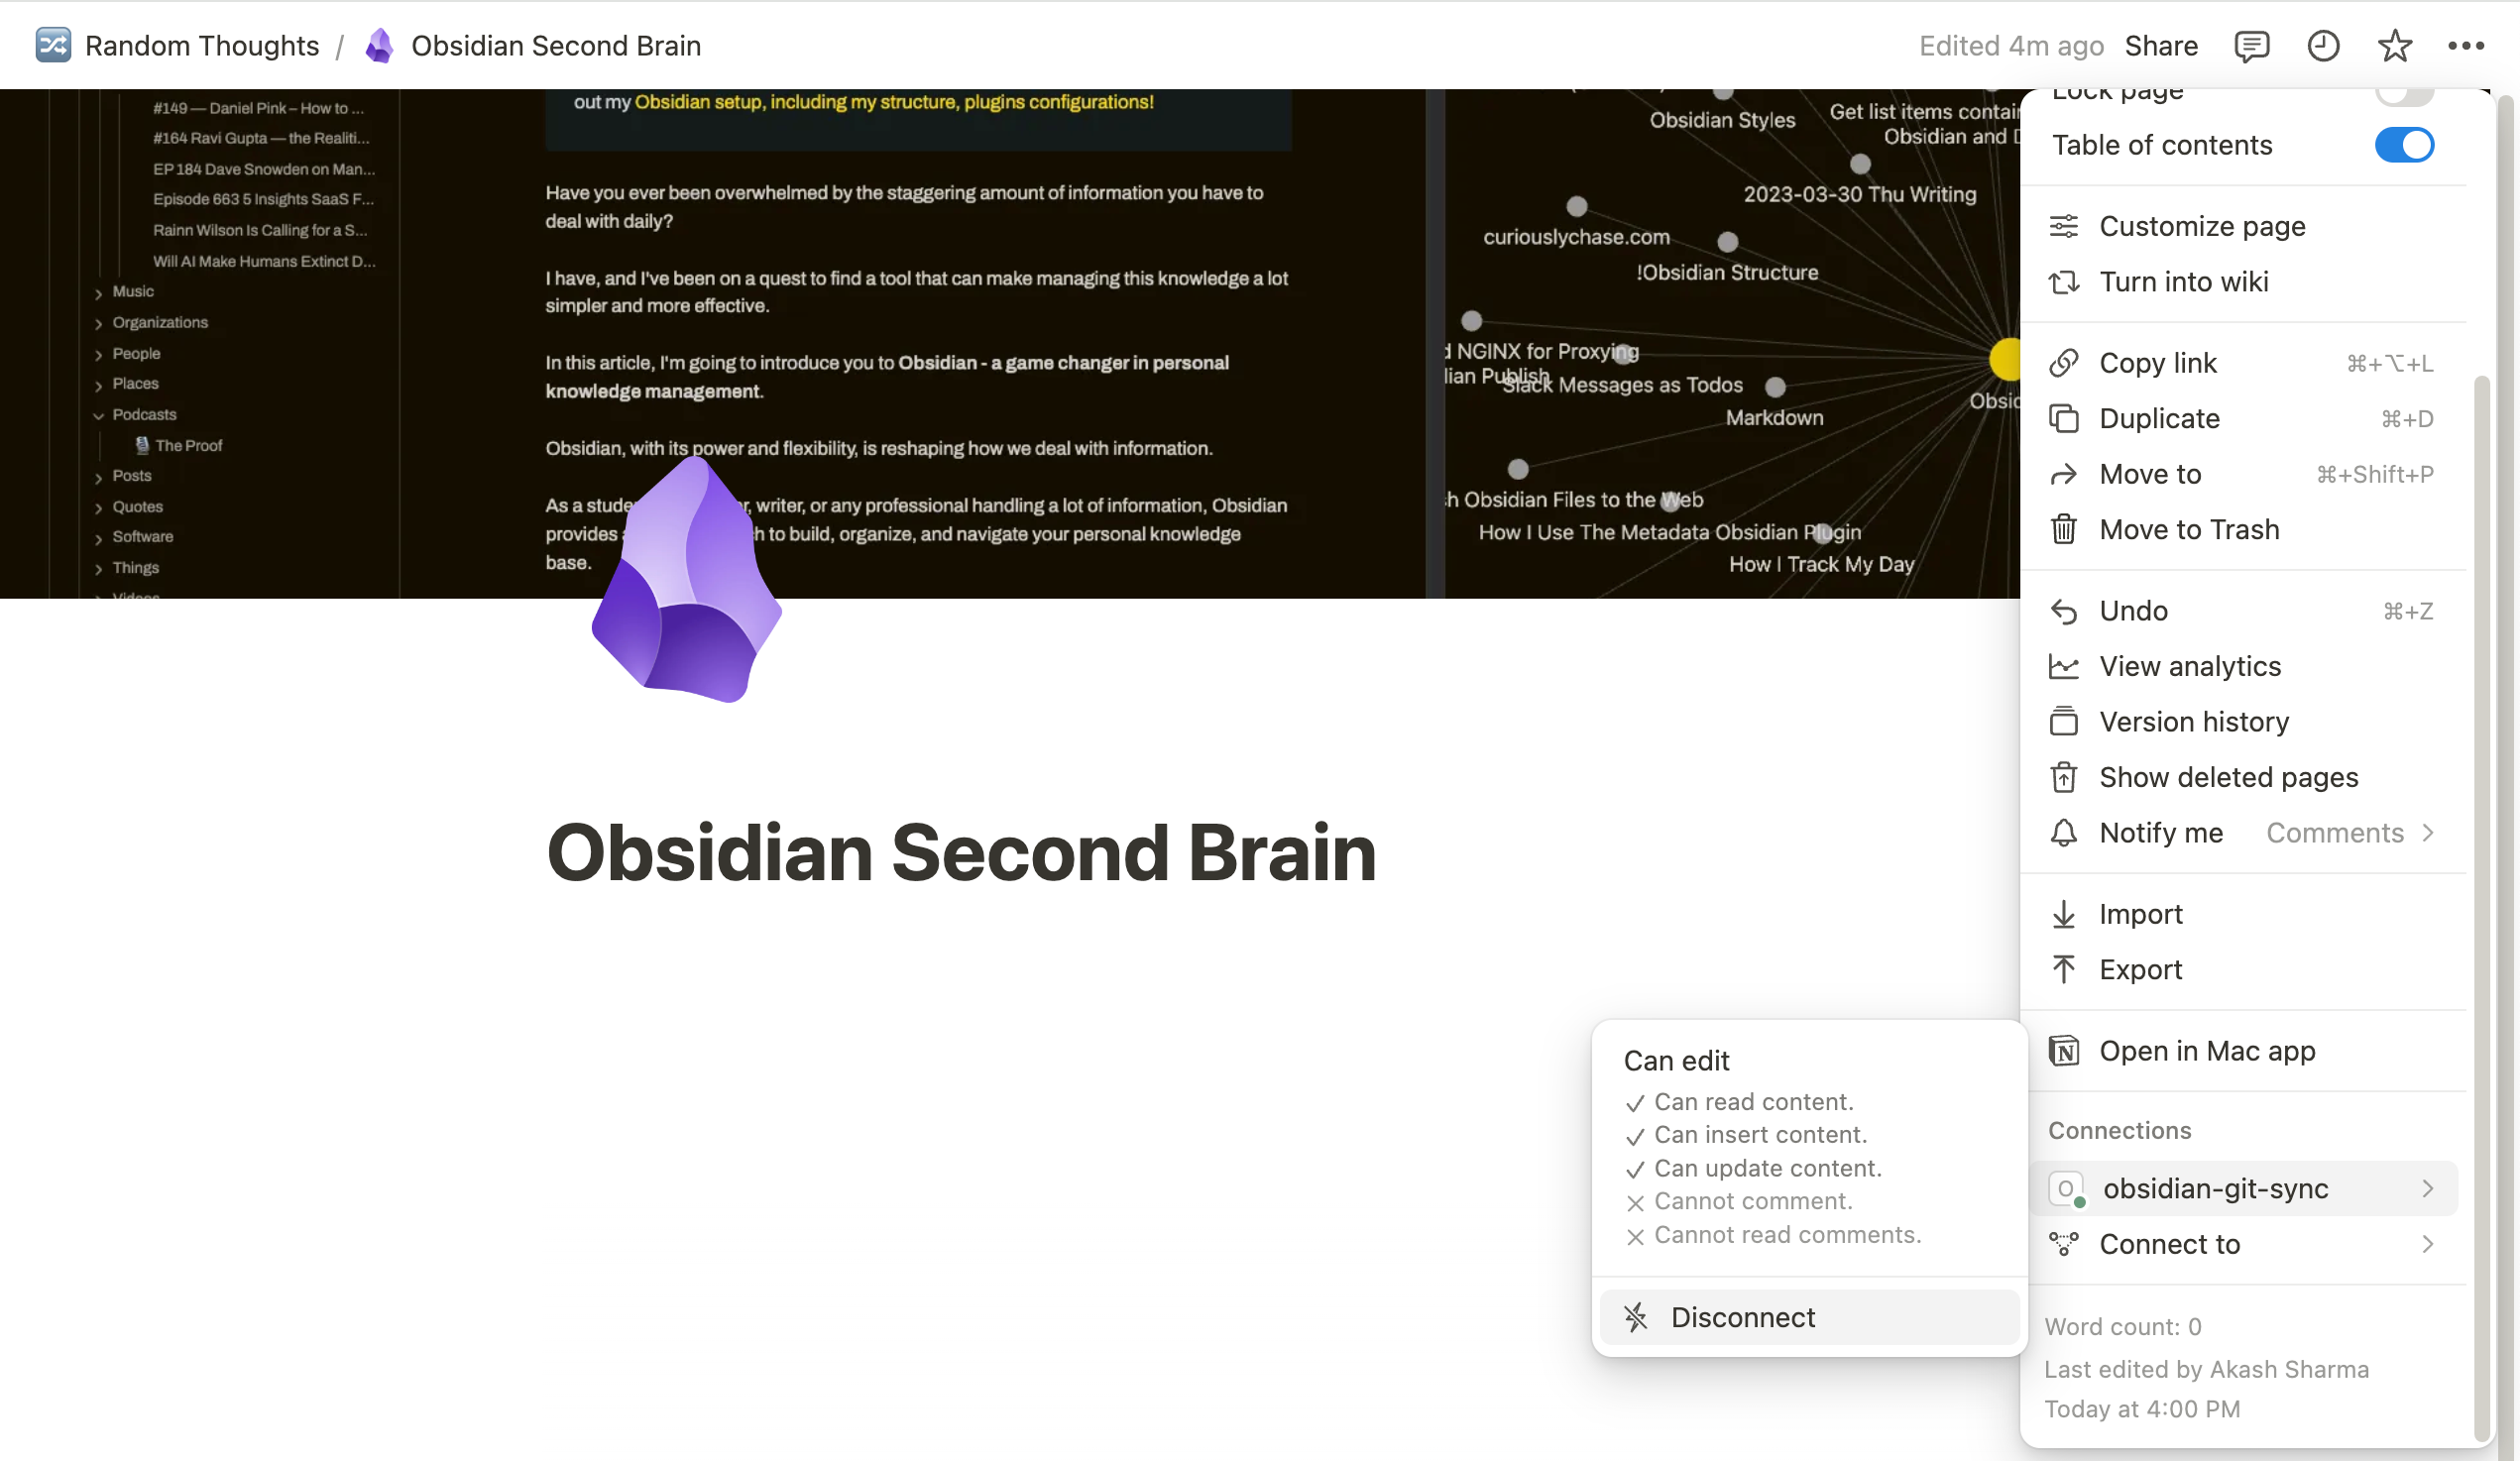 Random Thoughts / Obsidian Second Brain
Edited 4m ago Share
#149 — Daniel Pink – How to ...
#164 Ravi Gupta — the Realiti...
EP 184 Dave Snowden on Man...
Episode 663 5 Insights SaaS F...
Rainn Wilson Is Calling for a S...
Will AI Make Humans Extinct D...
Music
Organizations
People
Places
Podcasts
The Proof
Posts
Quotes
Software
Things
Videos
out my Obsidian setup, including my structure, plugins configurations!
Have you ever been overwhelmed by the staggering amount of information you have to
deal with daily?
I have, and I've been on a quest to find a tool that can make managing this knowledge a lot
simpler and more effective.
In this article, I'm going to introduce you to Obsidian - a game changer in personal
knowledge management.
Obsidian, with its power and flexibility, is reshaping how we deal with information.
As a stude r, writer, or any professional handling a lot of information, Obsidian
provides h to build, organize, and navigate your personal knowledge
base.
Obsidian Styles
Get list items contain
Obsidian and D
2023-03-30 Thu Writing
curiouslychase.com
!Obsidian Structure
d NGINX for Proxying
lian Publish
Slack Messages as Todos
Obsid
Markdown
h Obsidian Files to the Web
How I Use The Metadata Obsidian Plugin
How I Track My Day
Obsidian Second Brain
Lock page
Table of contents
Customize page
Turn into wiki
Copy link ⌘+⌥+L
Duplicate ⌘+D
Move to ⌘+Shift+P
Move to Trash
Undo ⌘+Z
View analytics
Version history
Show deleted pages
Notify me Comments
Import
Export
Open in Mac app
Connections
O obsidian-git-sync
Connect to
Word count: 0
Last edited by Akash Sharma
Today at 4:00 PM
Can edit
Can read content.
Can insert content.
Can update content.
Cannot comment.
Cannot read comments.
Disconnect